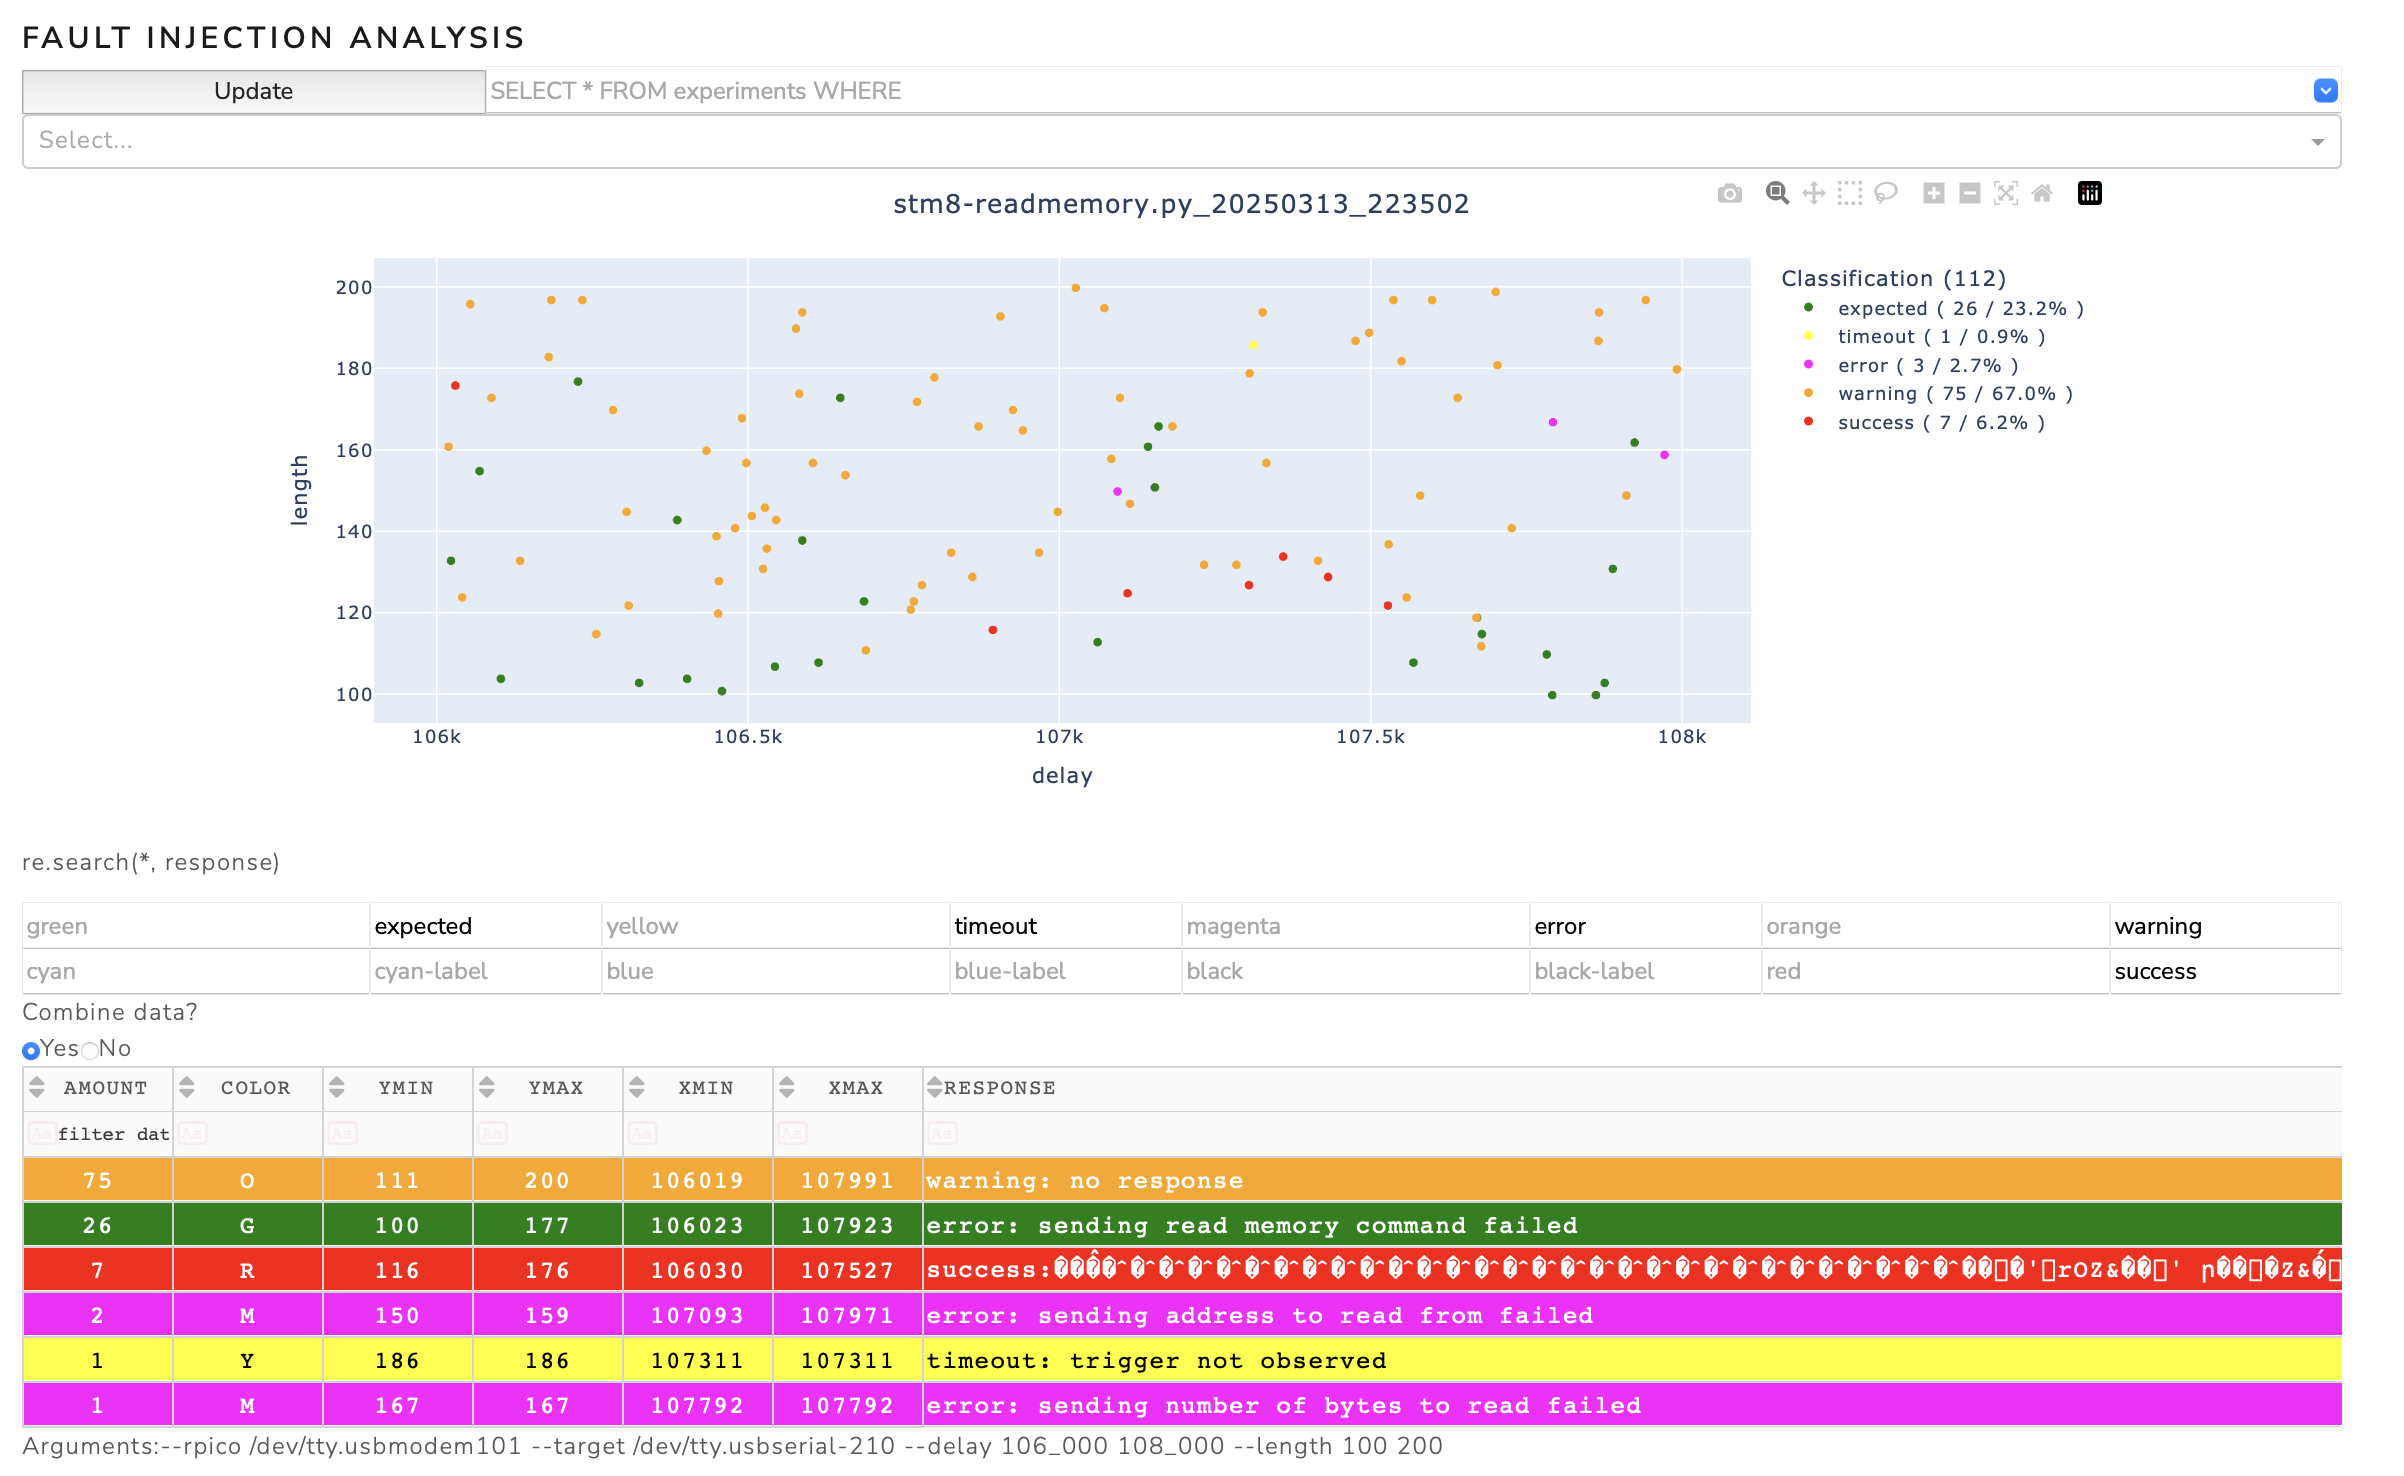 FAULT INJECTION ANALYSIS
Update SELECT * FROM experiments WHERE
Select...
stm8-readmemory.py_20250313_223502
Classification (112)
expected ( 26 / 23.2% )
timeout ( 1 / 0.9% )
error ( 3 / 2.7% )
warning ( 75 / 67.0% )
success ( 7 / 6.2% )
200
180
160
140
120
100
length
106k 106.5k 107k 107.5k 108k
delay
re.search(*, response)
green expected yellow timeout magenta error orange warning
cyan cyan-label blue blue-label black black-label red success
Combine data?
Yes No
AMOUNT COLOR YMIN YMAX XMIN XMAX RESPONSE
Aa filter dat Aa Aa Aa Aa Aa Aa
75 O 111 200 106019 107991 warning: no response
26 G 100 177 106023 107923 error: sending read memory command failed
7 R 116 176 106030 107527 success:
2 M 150 159 107093 107971 error: sending address to read from failed
1 Y 186 186 107311 107311 timeout: trigger not observed
1 M 167 167 107792 107792 error: sending number of bytes to read failed
Arguments:--rpico /dev/tty.usbmodem101 --target /dev/tty.usbserial-210 --delay 106_000 108_000 --length 100 200